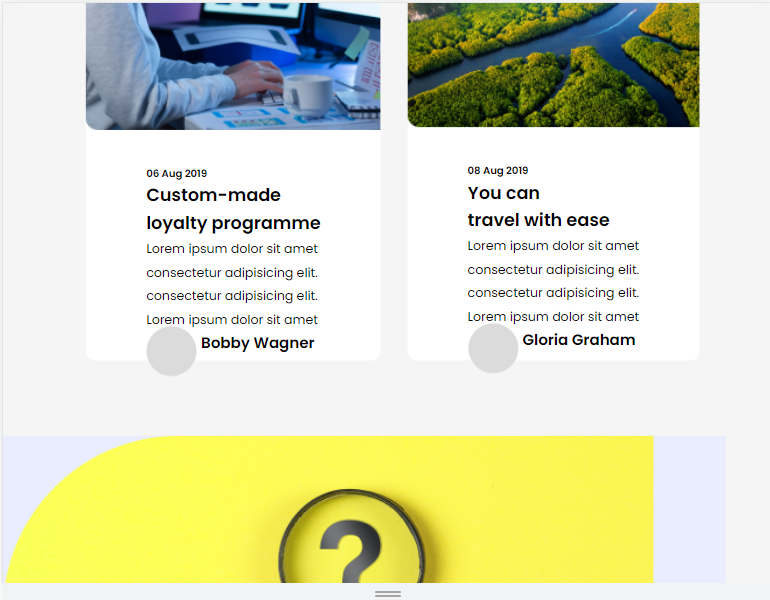 06 Aug 2019
Custom-made
loyalty programme
Lorem ipsum dolor sit amet
consectetur adipisicing elit.
consectetur adipisicing elit.
Lorem ipsum dolor sit amet
Bobby Wagner
08 Aug 2019
You can
travel with ease
Lorem ipsum dolor sit amet
consectetur adipisicing elit.
consectetur adipisicing elit.
Lorem ipsum dolor sit amet
Gloria Graham
?